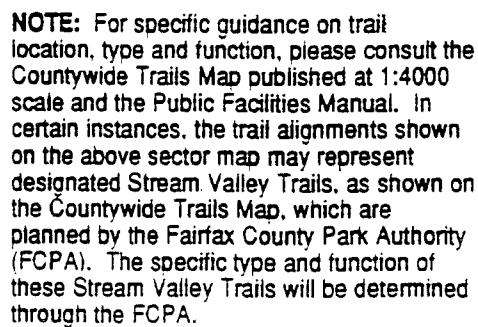 NOTE: For specific guidance on trail
location, type and function, please consult the
Countywide Trails Map published at 1:4000
scale and the Public Facilities Manual. In
certain instances, the trail alignments shown
on the above sector map may represent
designated Stream Valley Trails, as shown on
the Countywide Trails Map, which are
planned by the Fairfax County Park Authority
(FCPA). The specific type and function of
these Stream Valley Trails will be determined
through the FCPA.